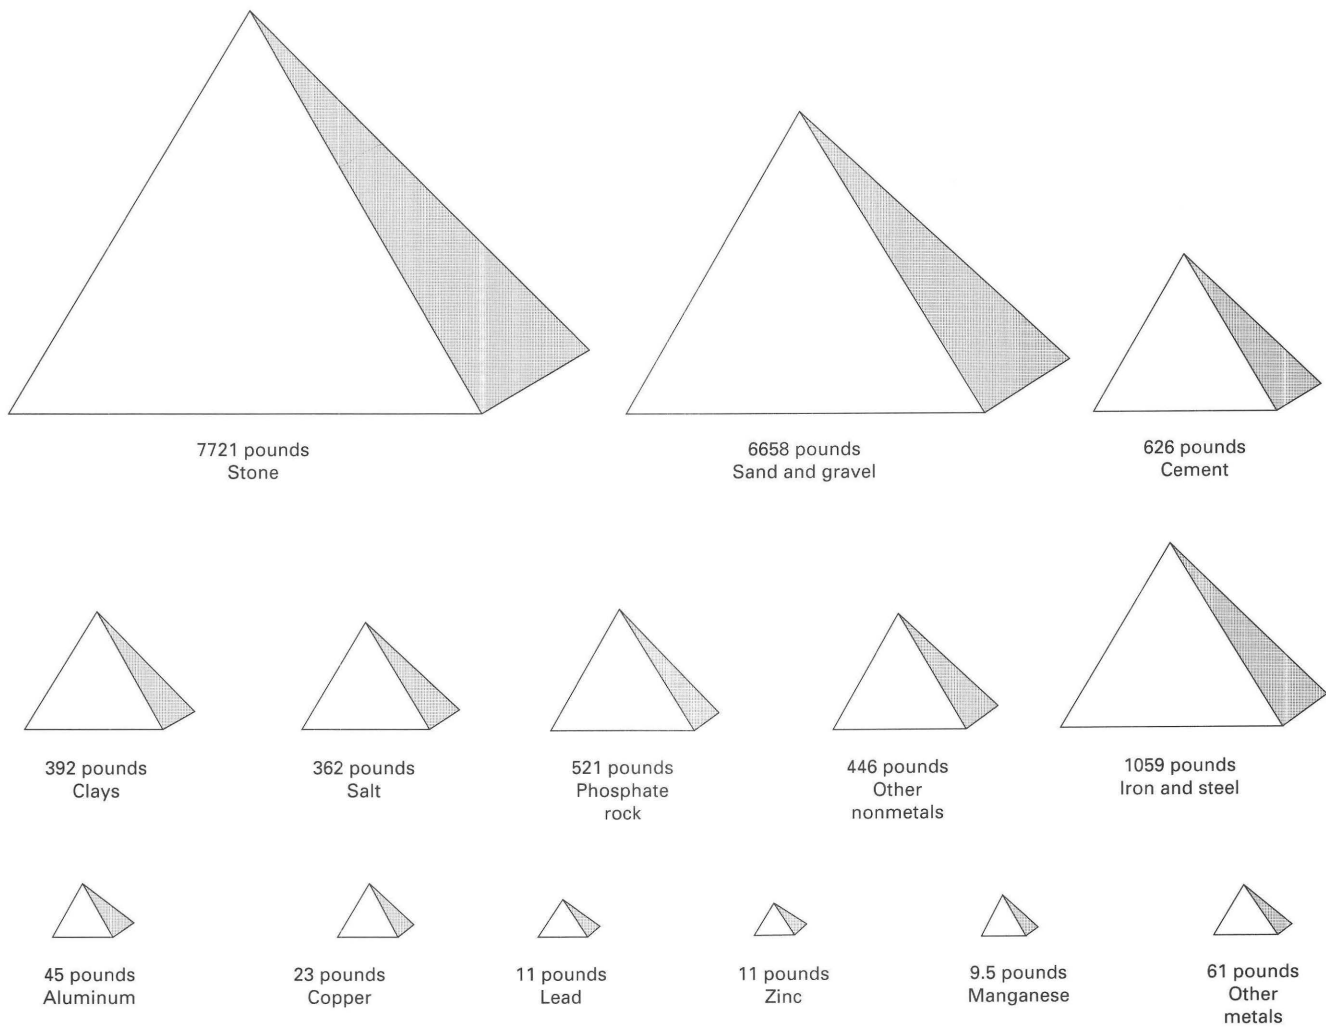 7721 pounds
Stone
6658 pounds
Sand and gravel
626 pounds
Cement
392 pounds
Clays
362 pounds
Salt
521 pounds
Phosphate
rock
446 pounds
Other
nonmetals
1059 pounds
Iron and steel
45 pounds
Aluminum
23 pounds
Copper
11 pounds
Lead
11 pounds
Zinc
9.5 pounds
Manganese
61 pounds
Other
metals